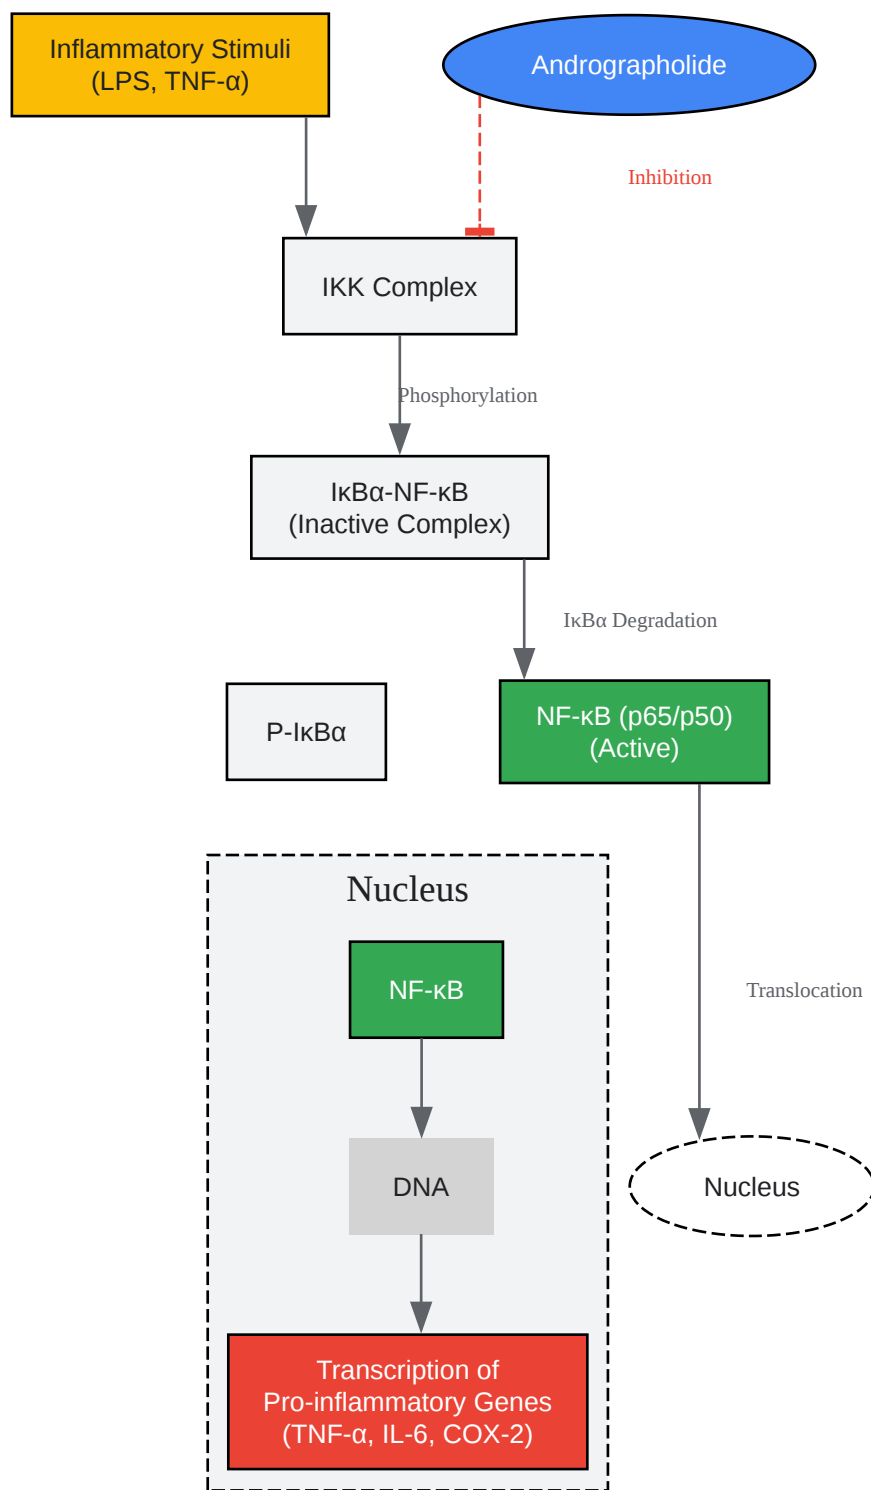 Inflammatory Stimuli
(LPS, TNF-α)
Andrographolide
Inhibition
IKK Complex
Phosphorylation
IκBα-NF-κB
(Inactive Complex)
IκBα Degradation
P-IκBα
NF-κB (p65/p50)
(Active)
Nucleus
NF-κB
Translocation
DNA
Nucleus
Transcription of
Pro-inflammatory Genes
(TNF-α, IL-6, COX-2)